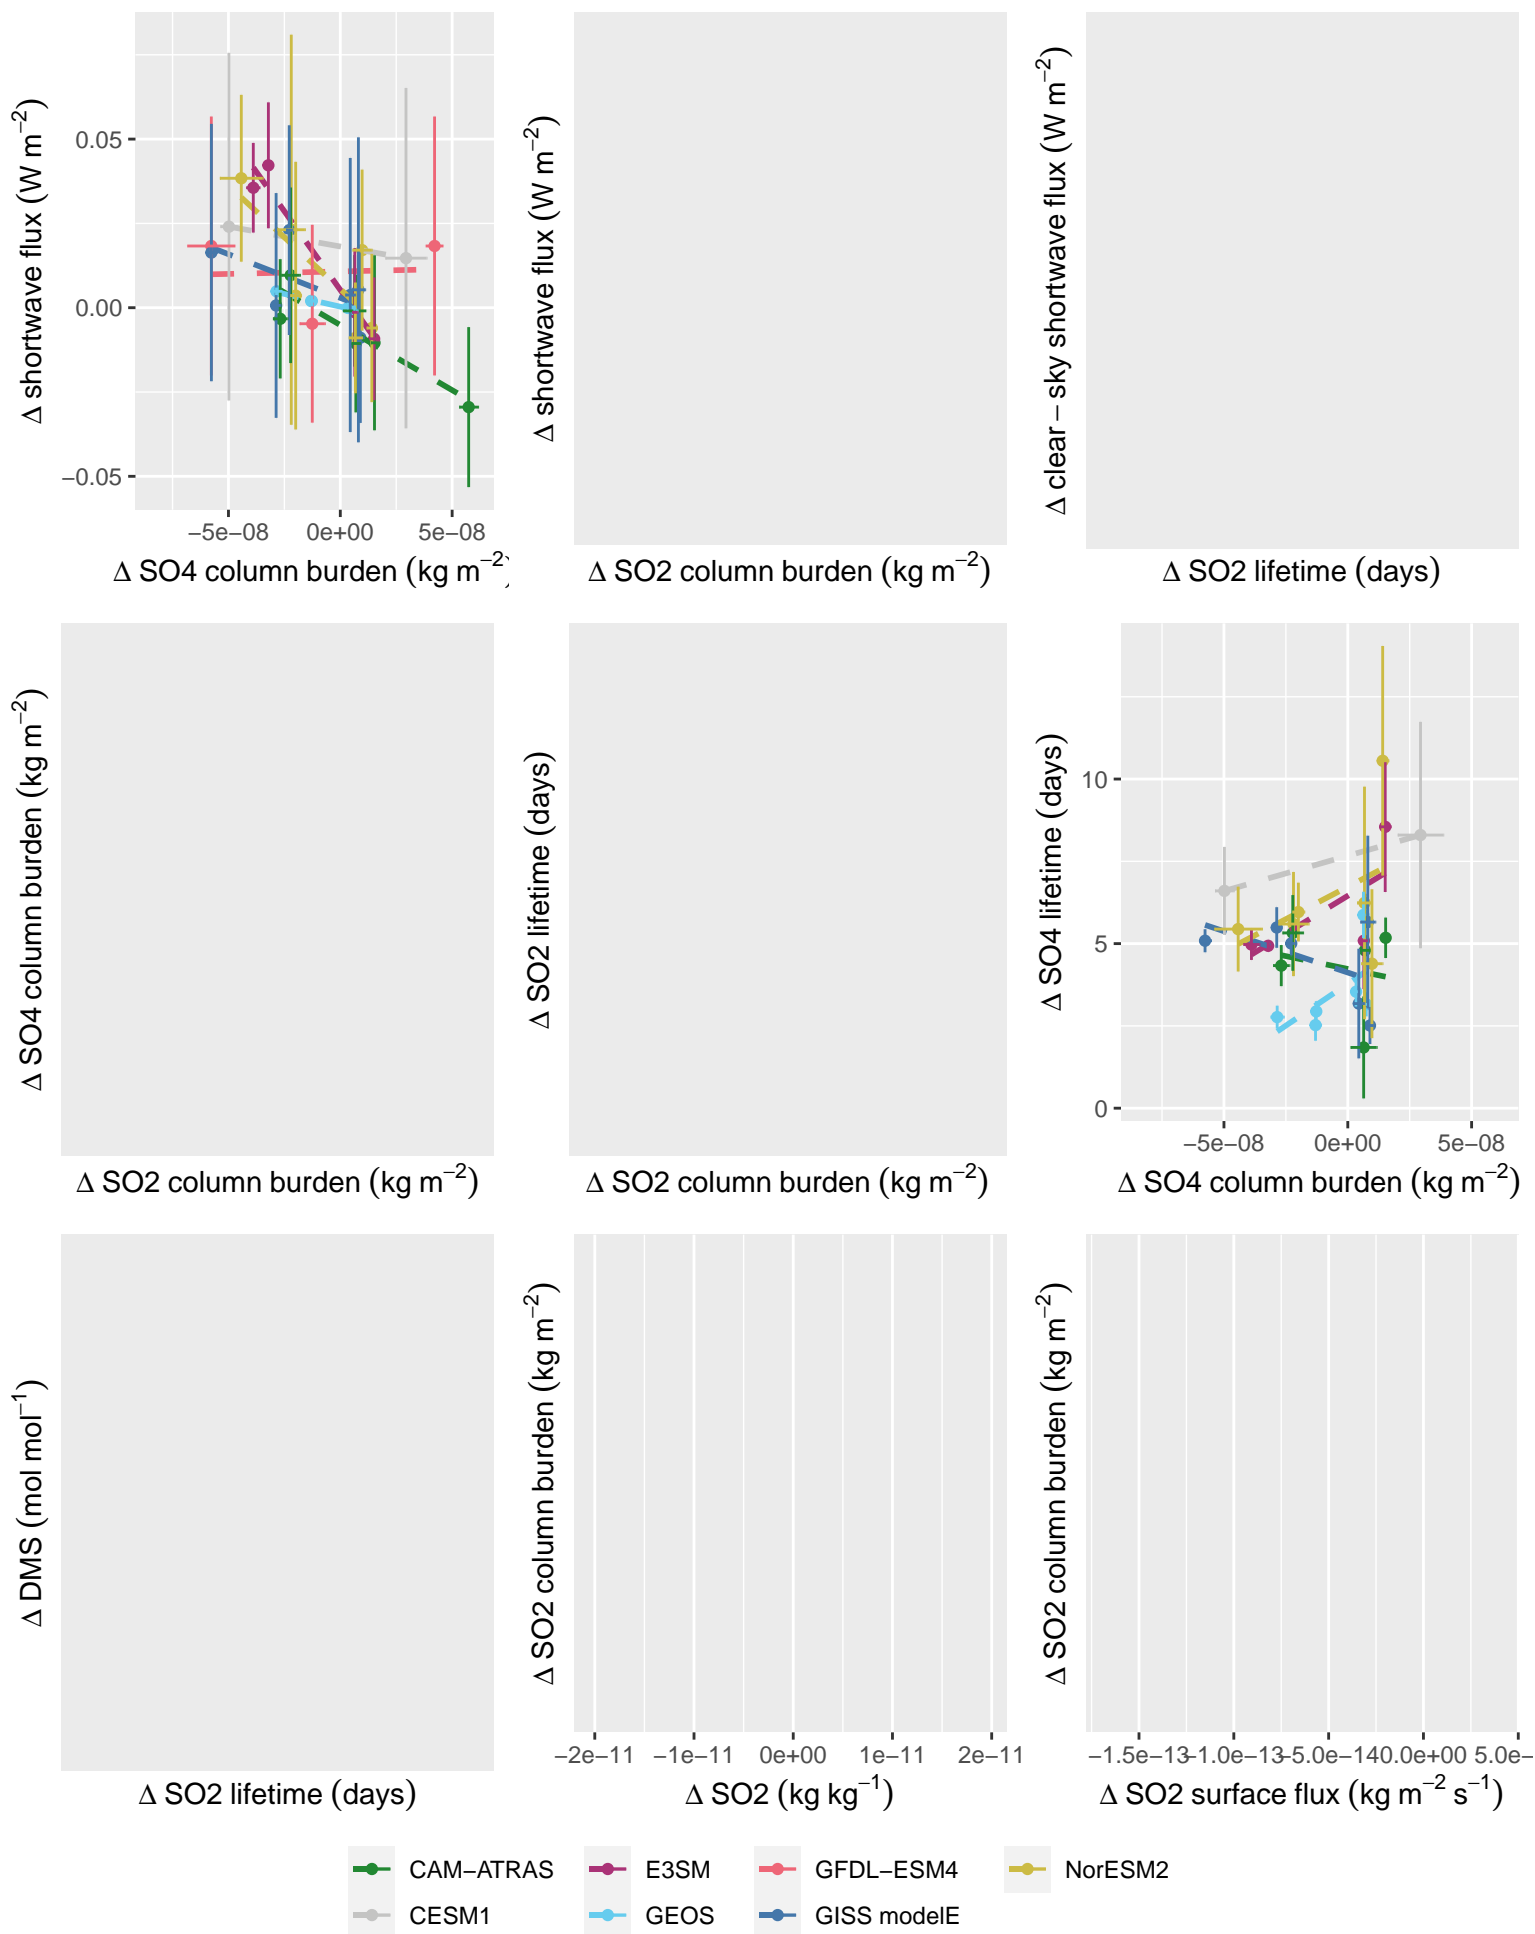 Δ shortwave flux (W m−2)
0.05
0.00
−0.05
−5e−08 0e+00 5e−08
Δ SO4 column burden (kg m−2)
Δ shortwave flux (W m−2)
Δ SO2 column burden (kg m−2)
Δ clear − sky shortwave flux (W m−2)
Δ SO2 lifetime (days)
Δ SO4 column burden (kg m−2)
Δ SO2 column burden (kg m−2)
Δ SO2 lifetime (days)
Δ SO2 column burden (kg m−2)
Δ SO4 lifetime (days)
10
5
0
−5e−08 0e+00 5e−08
Δ SO4 column burden (kg m−2)
Δ DMS (mol mol−1)
Δ SO2 lifetime (days)
Δ SO2 column burden (kg m−2)
−2e−11 −1e−11 0e+00 1e−11 2e−11
Δ SO2 (kg kg−1)
Δ SO2 column burden (kg m−2)
−1.5e−13 −1.0e−13 −5.0e−14 0.0e+00 5.0e−
Δ SO2 surface flux (kg m−2 s−1)
CAM−ATRAS E3SM GFDL−ESM4 NorESM2
CESM1 GEOS GISS modelE